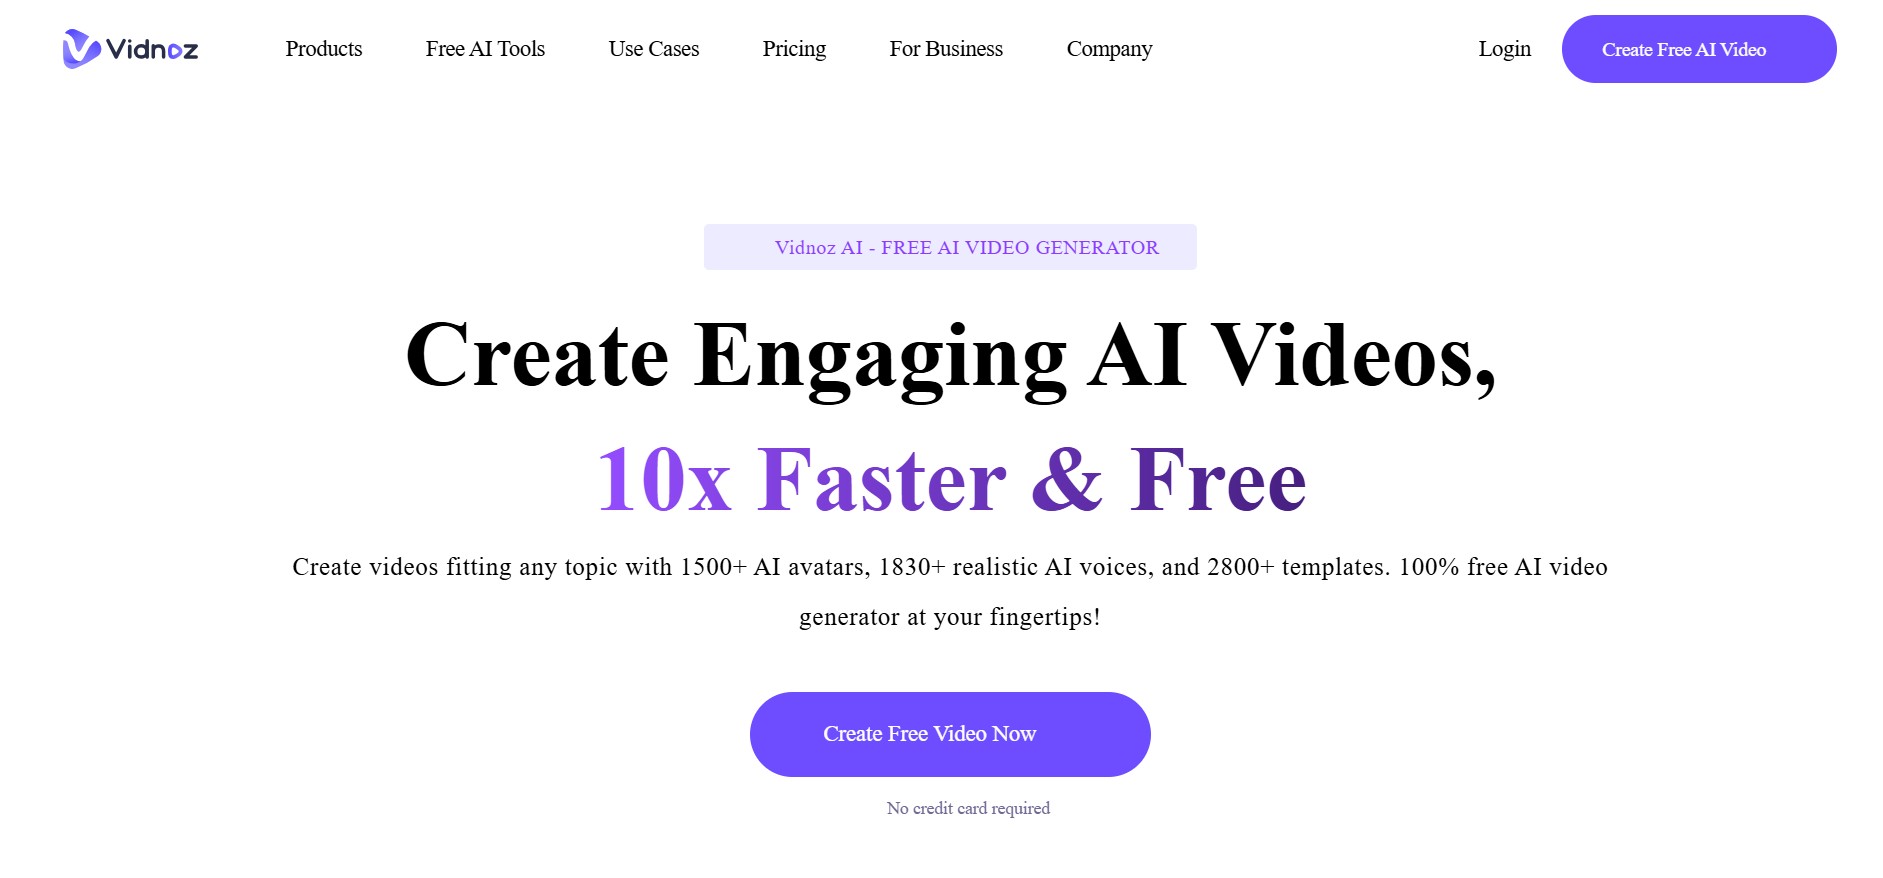 Vidnoz
Products
Free AI Tools
Use Cases
Pricing
For Business
Company
Login
Create Free AI Video
Vidnoz AI - FREE AI VIDEO GENERATOR
Create Engaging AI Videos,
10x Faster & Free
Create videos fitting any topic with 1500+ AI avatars, 1830+ realistic AI voices, and 2800+ templates. 100% free AI video
generator at your fingertips!
Create Free Video Now
No credit card required